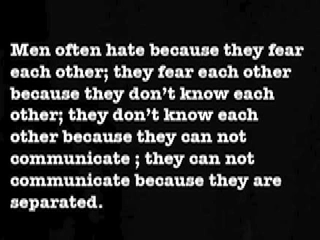 Men often hate because they fear
each other; they fear each other
because they don't know each
other; they don't know each
other because they can not
communicate ; they can not
communicate because they are
separated.